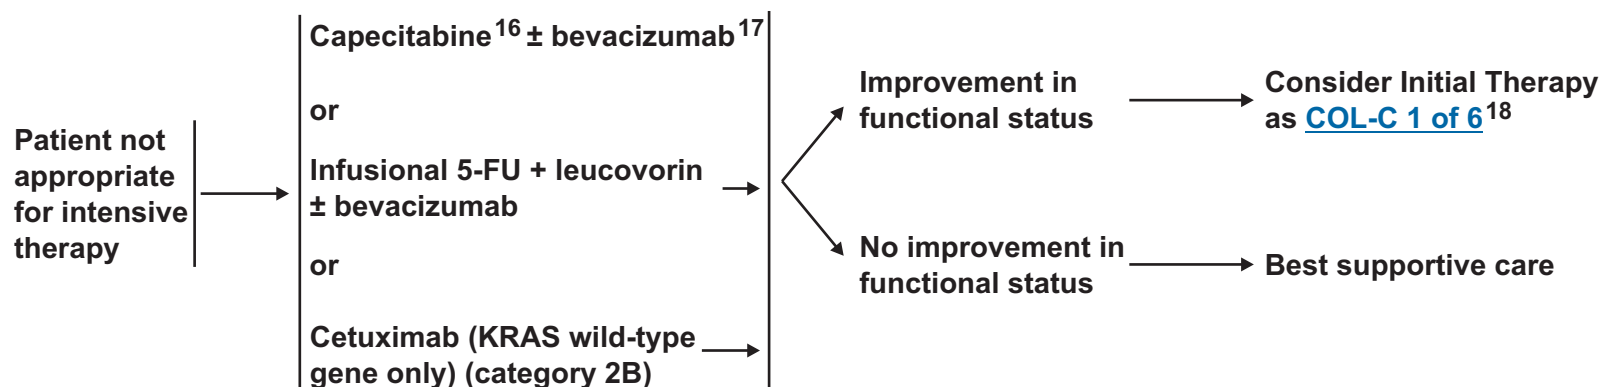 Patient not
appropriate
for intensive
therapy
Capecitabine16 ± bevacizumab17
or
Infusional 5-FU + leucovorin
± bevacizumab
or
Cetuximab (KRAS wild-type
gene only) (category 2B)
Improvement in
functional status
Consider Initial Therapy
as COL-C 1 of 6 18
No improvement in
functional status
Best supportive care